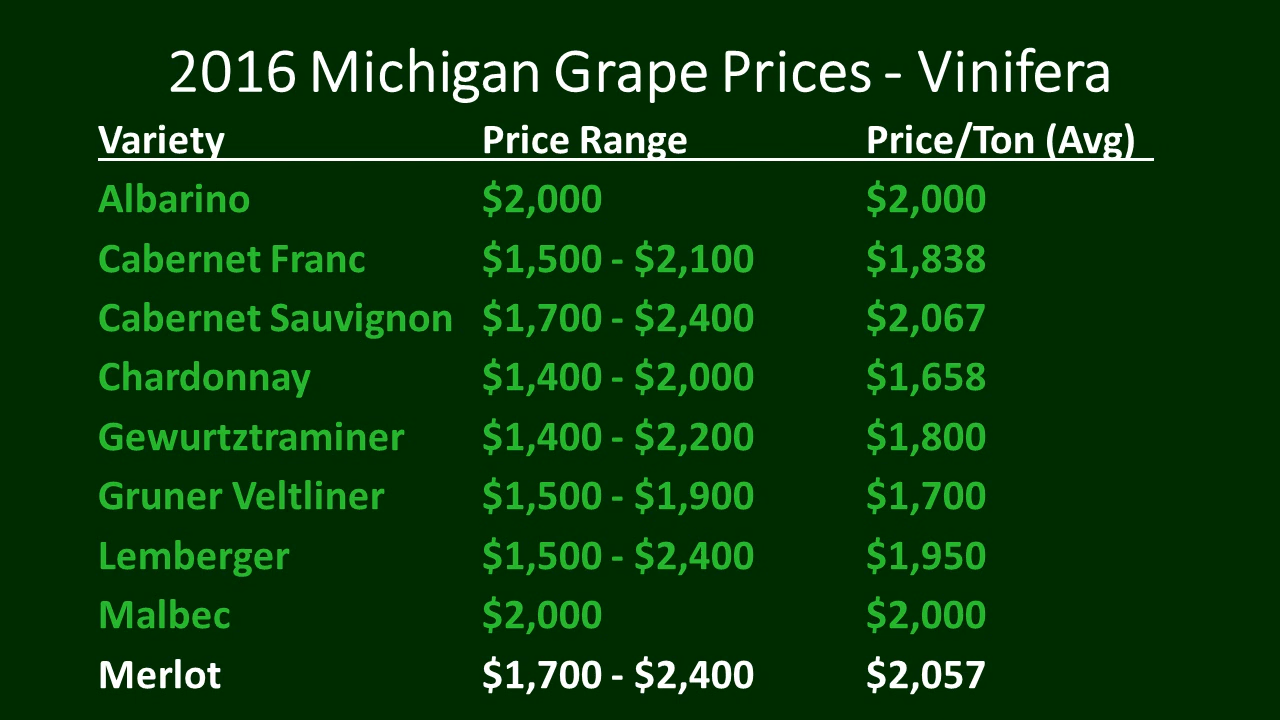 2016 Michigan Grape Prices - Vinifera
Variety Price Range Price/Ton (Avg)
Albarino $2,000 $2,000
Cabernet Franc $1,500 - $2,100 $1,838
Cabernet Sauvignon $1,700 - $2,400 $2,067
Chardonnay $1,400 - $2,000 $1,658
Gewurtztraminer $1,400 - $2,200 $1,800
Gruner Veltliner $1,500 - $1,900 $1,700
Lemberger $1,500 - $2,400 $1,950
Malbec $2,000 $2,000
Merlot $1,700 - $2,400 $2,057